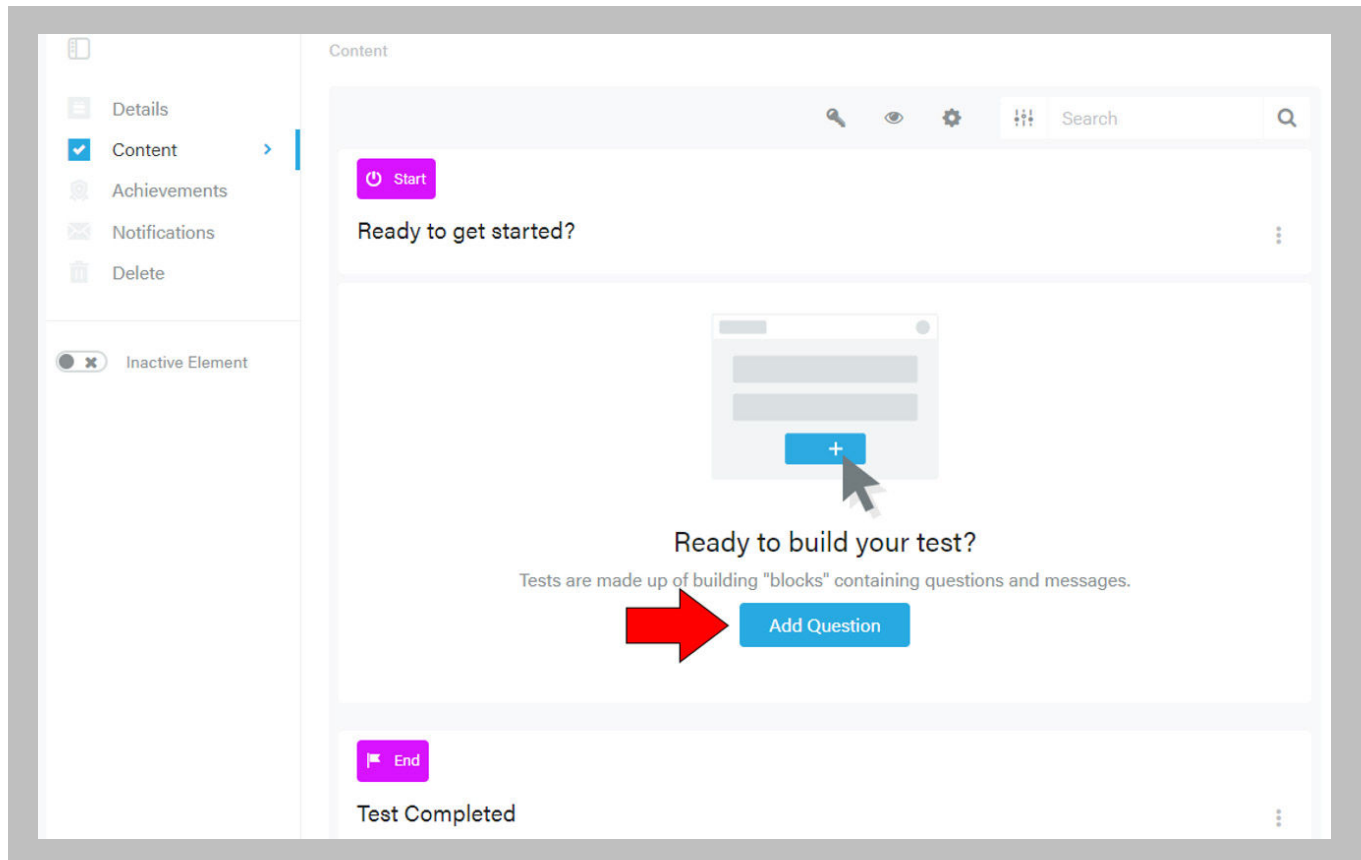 Content
Details
Content
Achievements
Notifications
Delete
Inactive Element
Search
Start
Ready to get started?
Ready to build your test?
Tests are made up of building "blocks" containing questions and messages.
Add Question
End
Test Completed